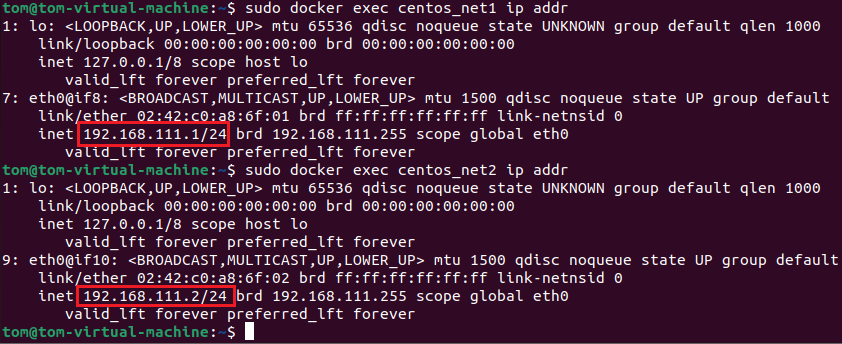 tom@tom-virtual-machine:~$ sudo docker exec centos_net1 ip addr
1: lo: <LOOPBACK,UP,LOWER_UP> mtu 65536 qdisc noqueue state UNKNOWN group default qlen 1000
    link/loopback 00:00:00:00:00:00 brd 00:00:00:00:00:00
    inet 127.0.0.1/8 scope host lo
       valid_lft forever preferred_lft forever
7: eth0@if8: <BROADCAST,MULTICAST,UP,LOWER_UP> mtu 1500 qdisc noqueue state UP group default
    link/ether 02:42:c0:a8:6f:01 brd ff:ff:ff:ff:ff:ff link-netnsid 0
    inet 192.168.111.1/24 brd 192.168.111.255 scope global eth0
       valid_lft forever preferred_lft forever
tom@tom-virtual-machine:~$ sudo docker exec centos_net2 ip addr
1: lo: <LOOPBACK,UP,LOWER_UP> mtu 65536 qdisc noqueue state UNKNOWN group default qlen 1000
    link/loopback 00:00:00:00:00:00 brd 00:00:00:00:00:00
    inet 127.0.0.1/8 scope host lo
       valid_lft forever preferred_lft forever
9: eth0@if10: <BROADCAST,MULTICAST,UP,LOWER_UP> mtu 1500 qdisc noqueue state UP group default
    link/ether 02:42:c0:a8:6f:02 brd ff:ff:ff:ff:ff:ff link-netnsid 0
    inet 192.168.111.2/24 brd 192.168.111.255 scope global eth0
       valid_lft forever preferred_lft forever
tom@tom-virtual-machine:~$